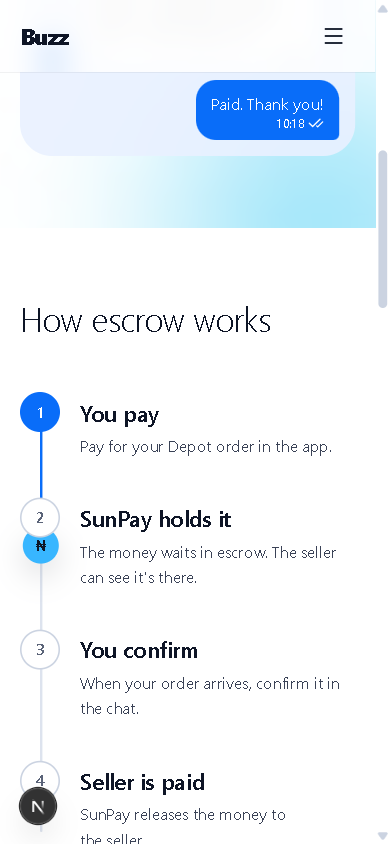 Buzz
Paid. Thank you!
10:18
How escrow works
1
You pay
Pay for your Depot order in the app.
2
SunPay holds it
₦
The money waits in escrow. The seller
can see it's there.
3
You confirm
When your order arrives, confirm it in
the chat.
4
Seller is paid
N
SunPay releases the money to
the seller